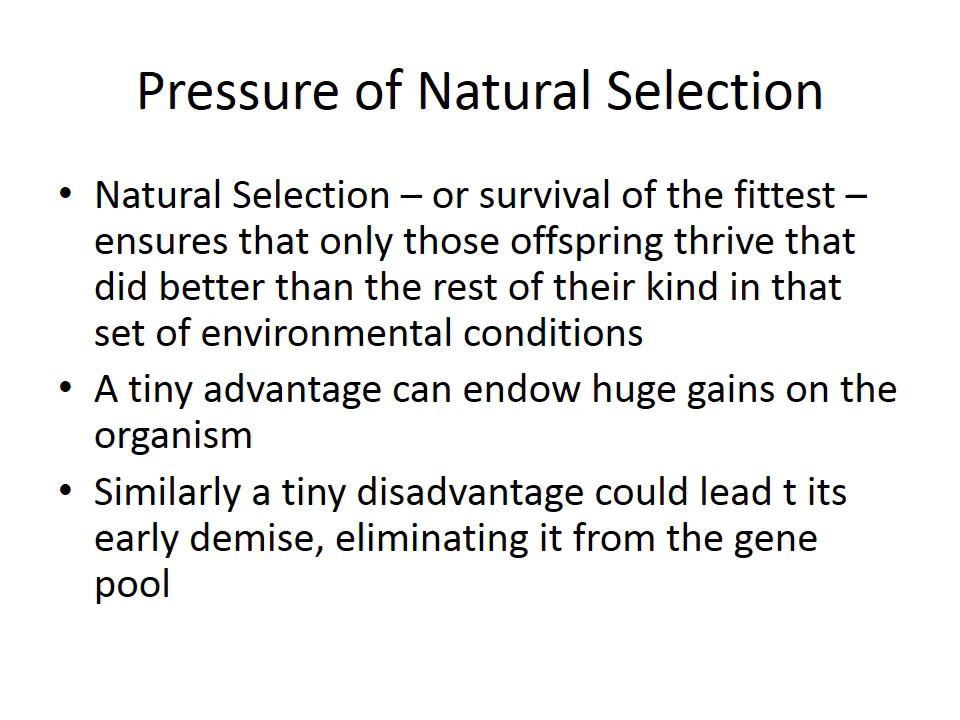 Pressure of Natural Selection
• Natural Selection – or survival of the fittest –
ensures that only those offspring thrive that
did better than the rest of their kind in that
set of environmental conditions
• A tiny advantage can endow huge gains on the
organism
• Similarly a tiny disadvantage could lead t its
early demise, eliminating it from the gene
pool